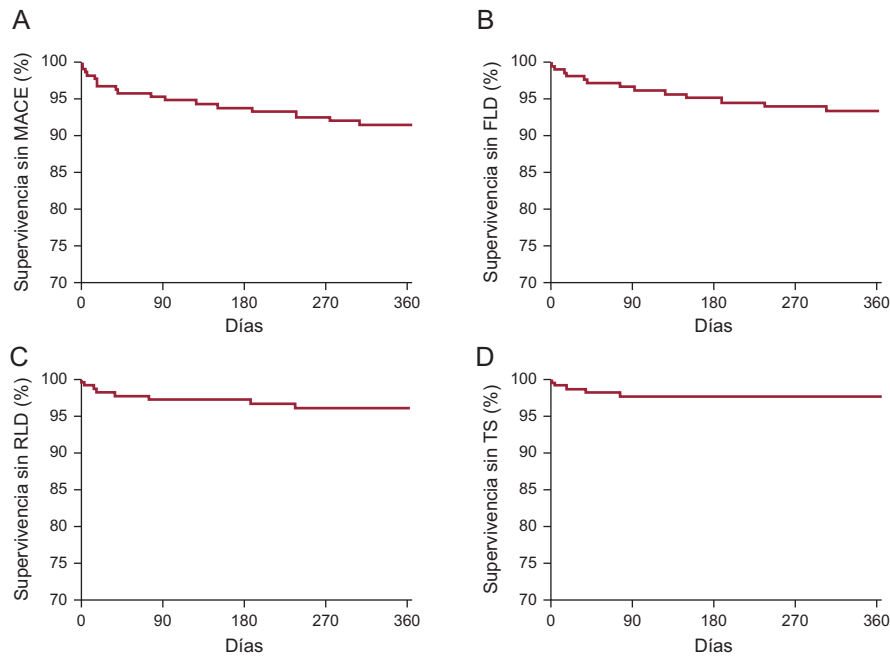 A
Supervivencia sin MACE (%)
100
95
90
85
80
75
70
0 90 180 270 360
Días
B
Supervivencia sin FLD (%)
100
95
90
85
80
75
70
0 90 180 270 360
Días
C
Supervivencia sin RLD (%)
100
95
90
85
80
75
70
0 90 180 270 360
Días
D
Supervivencia sin TS (%)
100
95
90
85
80
75
70
0 90 180 270 360
Días